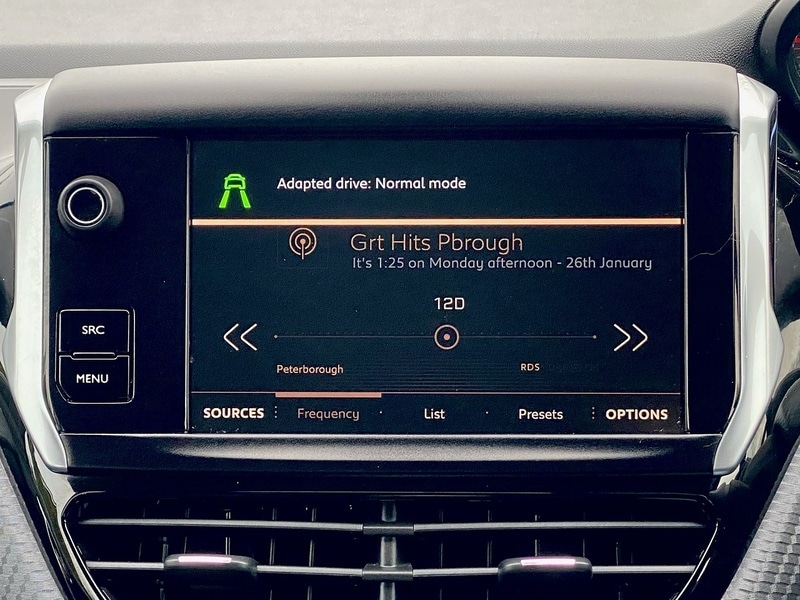 Adapted drive: Normal mode
Grt Hits Pbrough
It's 1:25 on Monday afternoon - 26th January
12D
SRC
MENU
Peterborough RDS
SOURCES Frequency List Presets OPTIONS